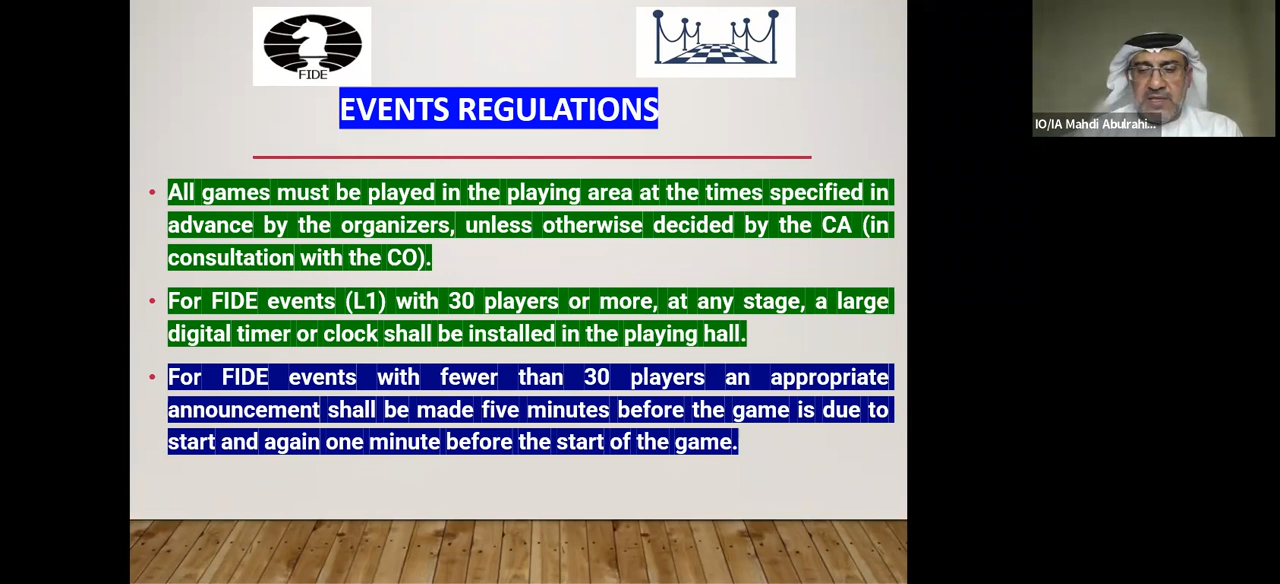 FIDE
EVENTS REGULATIONS
IO/IA Mahdi Abulrahi...
• All games must be played in the playing area at the times specified in
advance by the organizers, unless otherwise decided by the CA (in
consultation with the CO).
• For FIDE events (L1) with 30 players or more, at any stage, a large
digital timer or clock shall be installed in the playing hall.
• For FIDE events with fewer than 30 players an appropriate
announcement shall be made five minutes before the game is due to
start and again one minute before the start of the game.